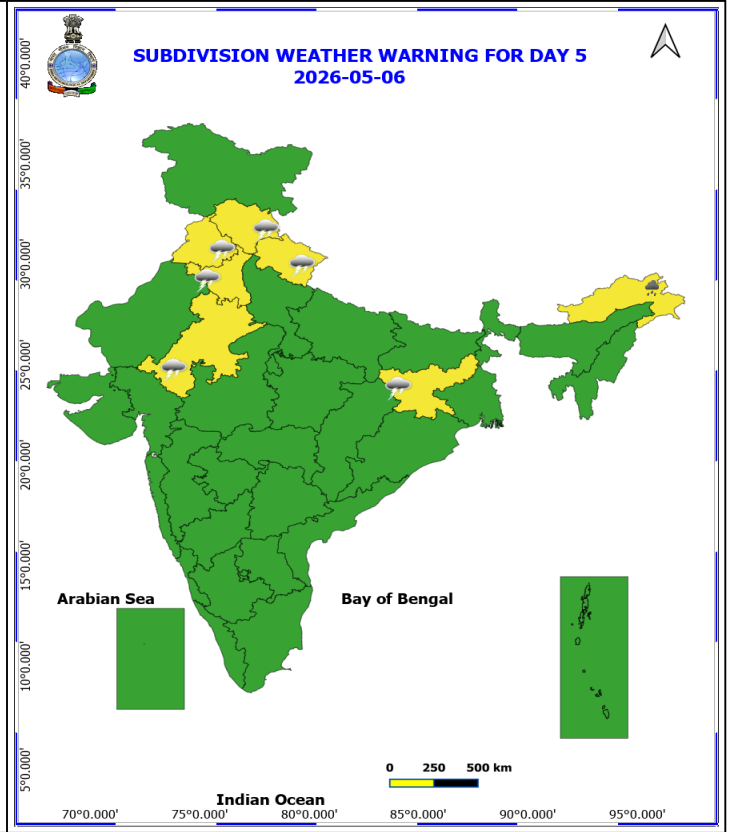 SUBDIVISION WEATHER WARNING FOR DAY 5
2026-05-06
40°0.000'
35°0.000'
30°0.000'
25°0.000'
20°0.000'
15°0.000'
10°0.000'
5°0.000'
Arabian Sea
Bay of Bengal
0 250 500 km
Indian Ocean
70°0.000' 75°0.000' 80°0.000' 85°0.000' 90°0.000' 95°0.000'